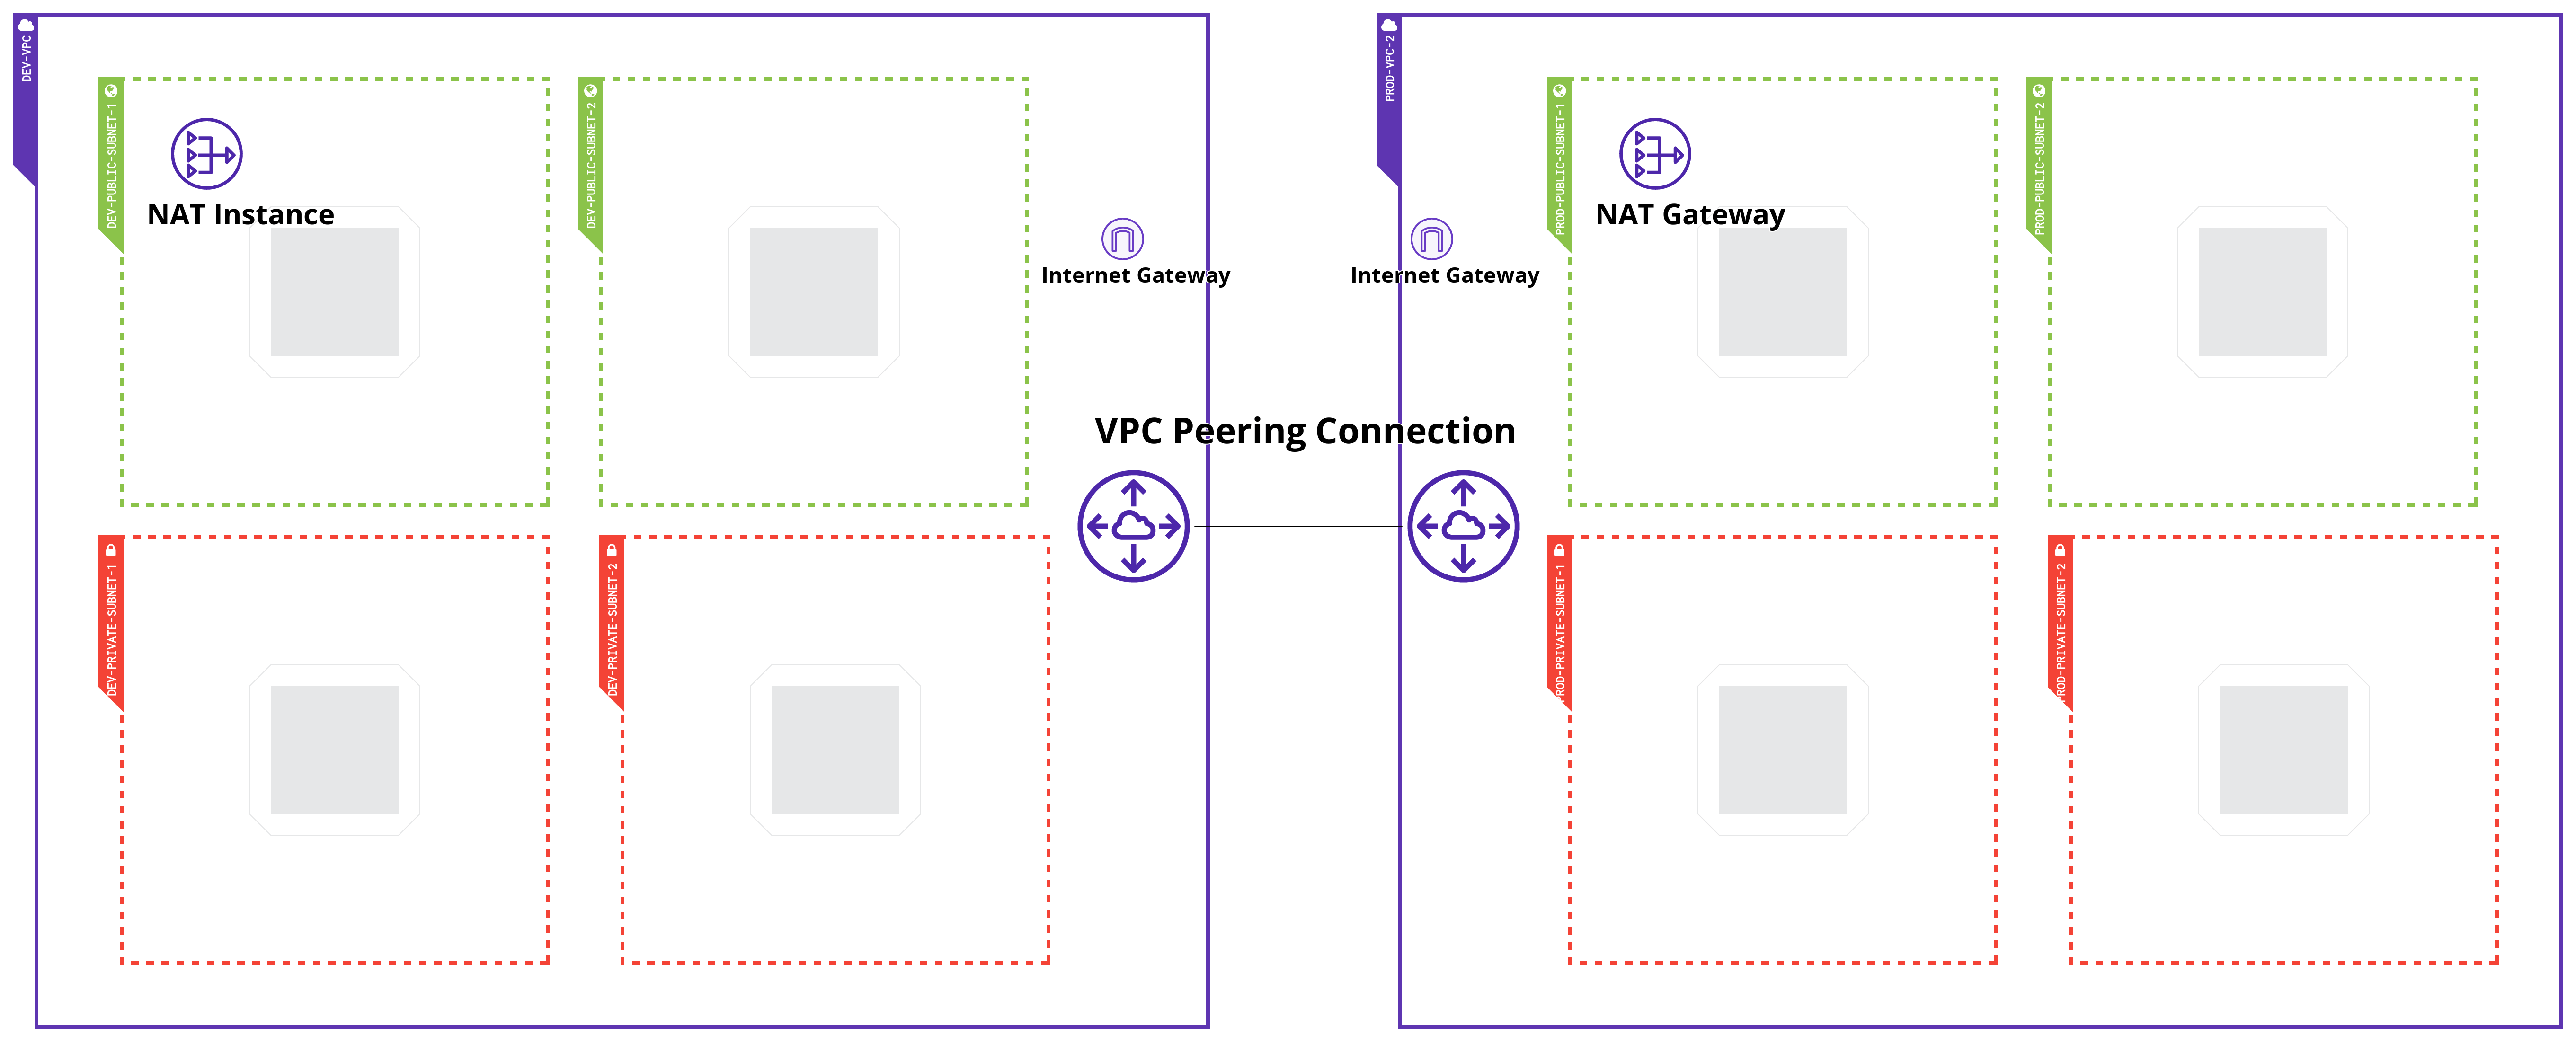 DEV-VPC
DEV-PUBLIC-SUBNET-1
NAT Instance
DEV-PUBLIC-SUBNET-2
Internet Gateway
DEV-PRIVATE-SUBNET-1
DEV-PRIVATE-SUBNET-2
VPC Peering Connection
PROD-VPC-2
Internet Gateway
PROD-PUBLIC-SUBNET-1
NAT Gateway
PROD-PUBLIC-SUBNET-2
PROD-PRIVATE-SUBNET-1
PROD-PRIVATE-SUBNET-2